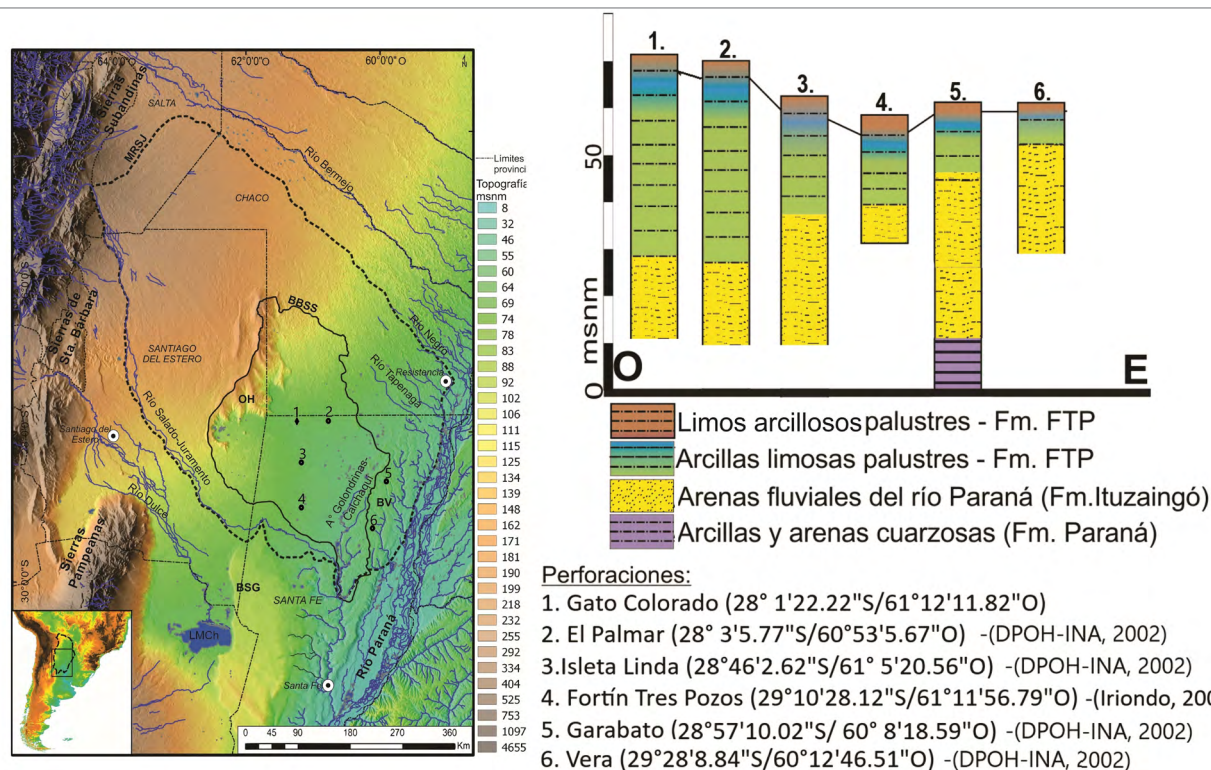 64°0'0"O
62°0'0"O
60°0'0"O
Sierras
Subandinas
SALTA
MRSJ
Río Bermejo
CHACO
Límites
provinci
Topografía
msnm
8
32
46
55
60
64
69
74
78
83
88
92
102
106
111
115
125
134
139
148
162
171
181
190
199
218
232
255
292
334
404
525
753
1097
4655
Sierras de
Sta. Bárbara
BBSS
SANTIAGO
DEL ESTERO
Río Negro
Resistencia
Río Tapenaga
OH
1
2
3
4
5
6
BV
Santiago del
Estero
Río Salado-Juramento
Río Dulce
Aº Golondrinas-
Calchaquí
Sierras
Pampeanas
30°0'0"S
BSG
SANTA FE
LMCh
Río Paraná
Santa Fe
0 45 90 180 270 360
Km
1.
2.
3.
4.
5.
6.
50
0 msnm
O
E
Limos arcillosos palustres - Fm. FTP
Arcillas limosas palustres - Fm. FTP
Arenas fluviales del río Paraná (Fm.Ituzaingó)
Arcillas y arenas cuarzosas (Fm. Paraná)
Perforaciones:
1. Gato Colorado (28° 1'22.22"S/61°12'11.82"O)
2. El Palmar (28° 3'5.77"S/60°53'5.67"O) -(DPOH-INA, 2002)
3.Isleta Linda (28°46'2.62"S/61° 5'20.56"O) -(DPOH-INA, 2002)
4. Fortín Tres Pozos (29°10'28.12"S/61°11'56.79"O) -(Iriondo, 200
5. Garabato (28°57'10.02"S/ 60° 8'18.59"O) -(DPOH-INA, 2002)
6. Vera (29°28'8.84"S/60°12'46.51"O) -(DPOH-INA, 2002)